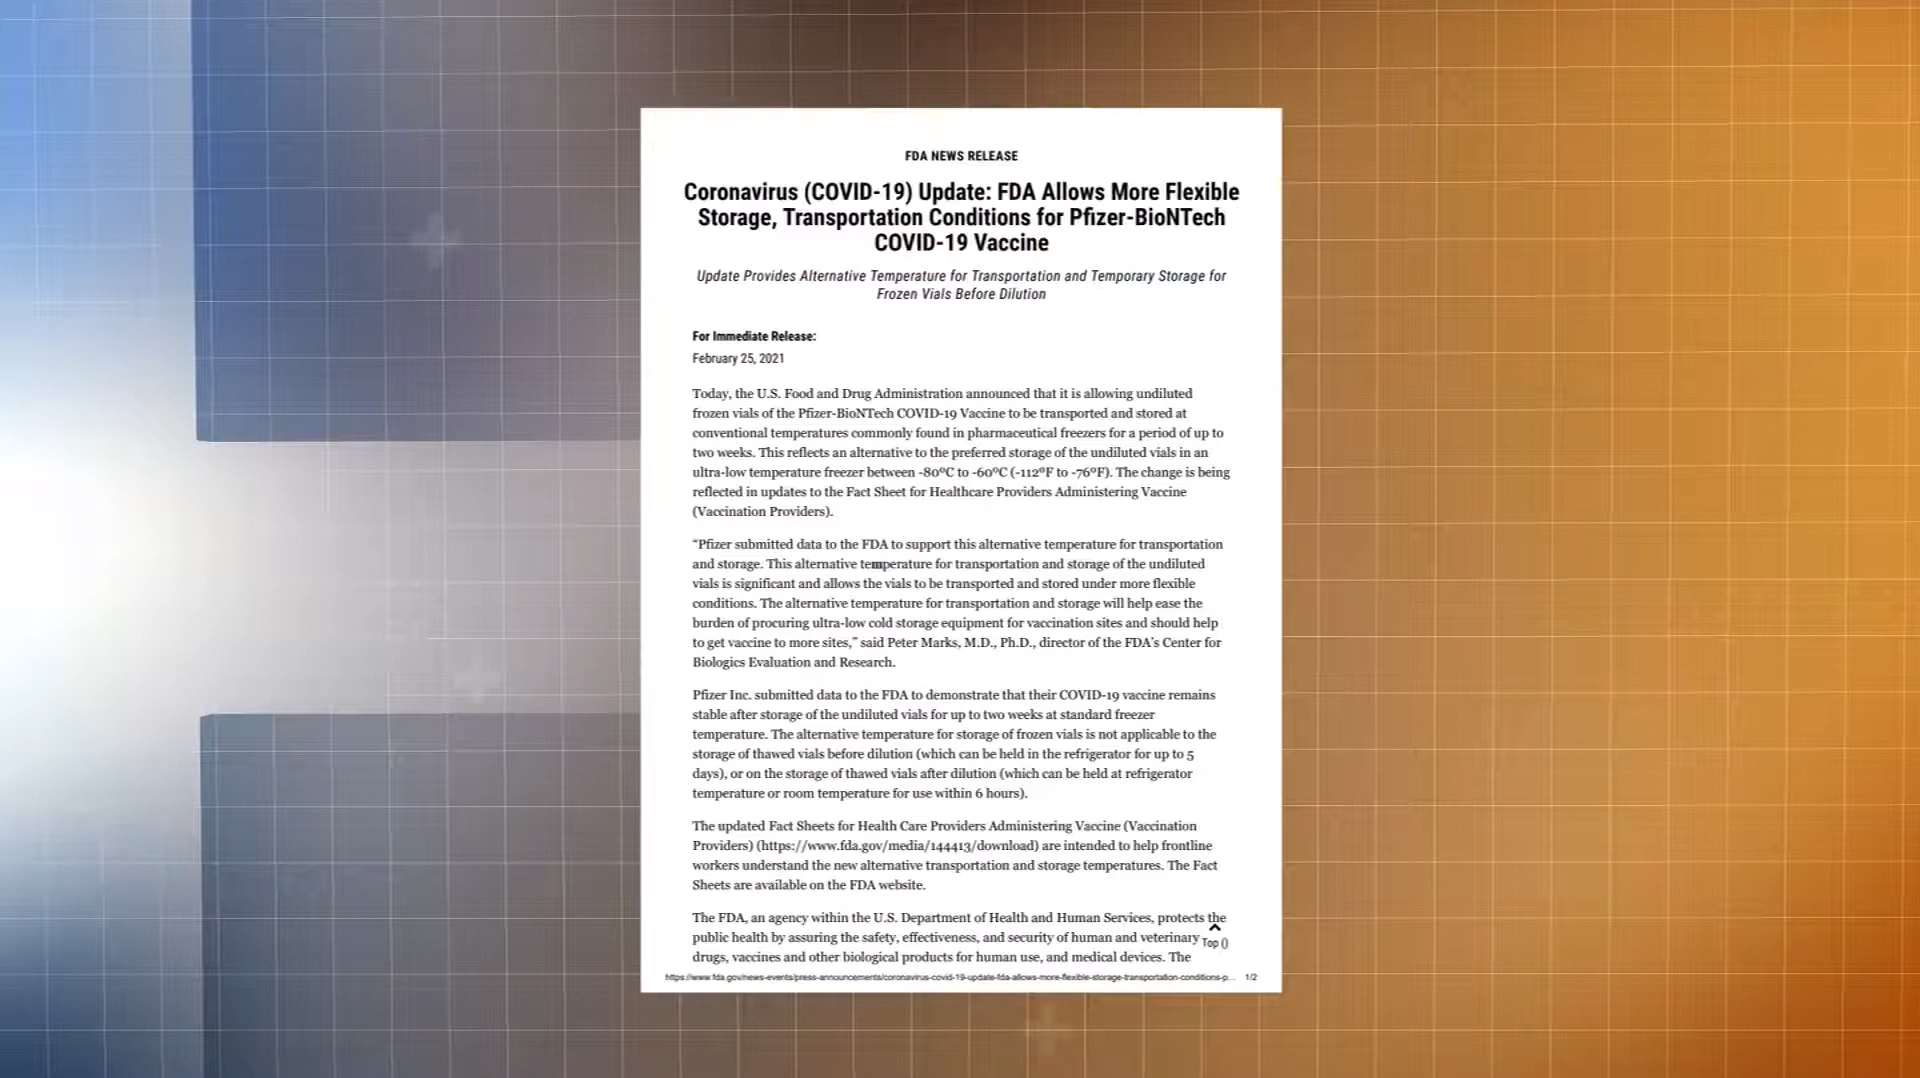 FDA NEWS RELEASE
Coronavirus (COVID-19) Update: FDA Allows More Flexible
Storage, Transportation Conditions for Pfizer-BioNTech
COVID-19 Vaccine
Update Provides Alternative Temperature for Transportation and Temporary Storage for
Frozen Vials Before Dilution
For Immediate Release:
February 25, 2021
Today, the U.S. Food and Drug Administration announced that it is allowing undiluted
frozen vials of the Pfizer-BioNTech COVID-19 Vaccine to be transported and stored at
conventional temperatures commonly found in pharmaceutical freezers for a period of up to
two weeks. This reflects an alternative to the preferred storage of the undiluted vials in an
ultra-low temperature freezer between -80ºC to -60ºC (-112ºF to -76ºF). The change is being
reflected in updates to the Fact Sheet for Healthcare Providers Administering Vaccine
(Vaccination Providers).
“Pfizer submitted data to the FDA to support this alternative temperature for transportation
and storage. This alternative temperature for transportation and storage of the undiluted
vials is significant and allows the vials to be transported and stored under more flexible
conditions. The alternative temperature for transportation and storage will help ease the
burden of procuring ultra-low cold storage equipment for vaccination sites and should help
to get vaccine to more sites,” said Peter Marks, M.D., Ph.D., director of the FDA’s Center for
Biologics Evaluation and Research.
Pfizer Inc. submitted data to the FDA to demonstrate that their COVID-19 vaccine remains
stable after storage of the undiluted vials for up to two weeks at standard freezer
temperature. The alternative temperature for storage of frozen vials is not applicable to the
storage of thawed vials before dilution (which can be held in the refrigerator for up to 5
days), or on the storage of thawed vials after dilution (which can be held at refrigerator
temperature or room temperature for use within 6 hours).
The updated Fact Sheets for Health Care Providers Administering Vaccine (Vaccination
Providers) (https://www.fda.gov/media/144413/download) are intended to help frontline
workers understand the new alternative transportation and storage temperatures. The Fact
Sheets are available on the FDA website.
The FDA, an agency within the U.S. Department of Health and Human Services, protects the
public health by assuring the safety, effectiveness, and security of human and veterinary
Top ()
drugs, vaccines and other biological products for human use, and medical devices. The
https://www.fda.gov/news-events/press-announcements/coronavirus-covid-19-update-fda-allows-more-flexible-storage-transportation-conditions-p... 1/2